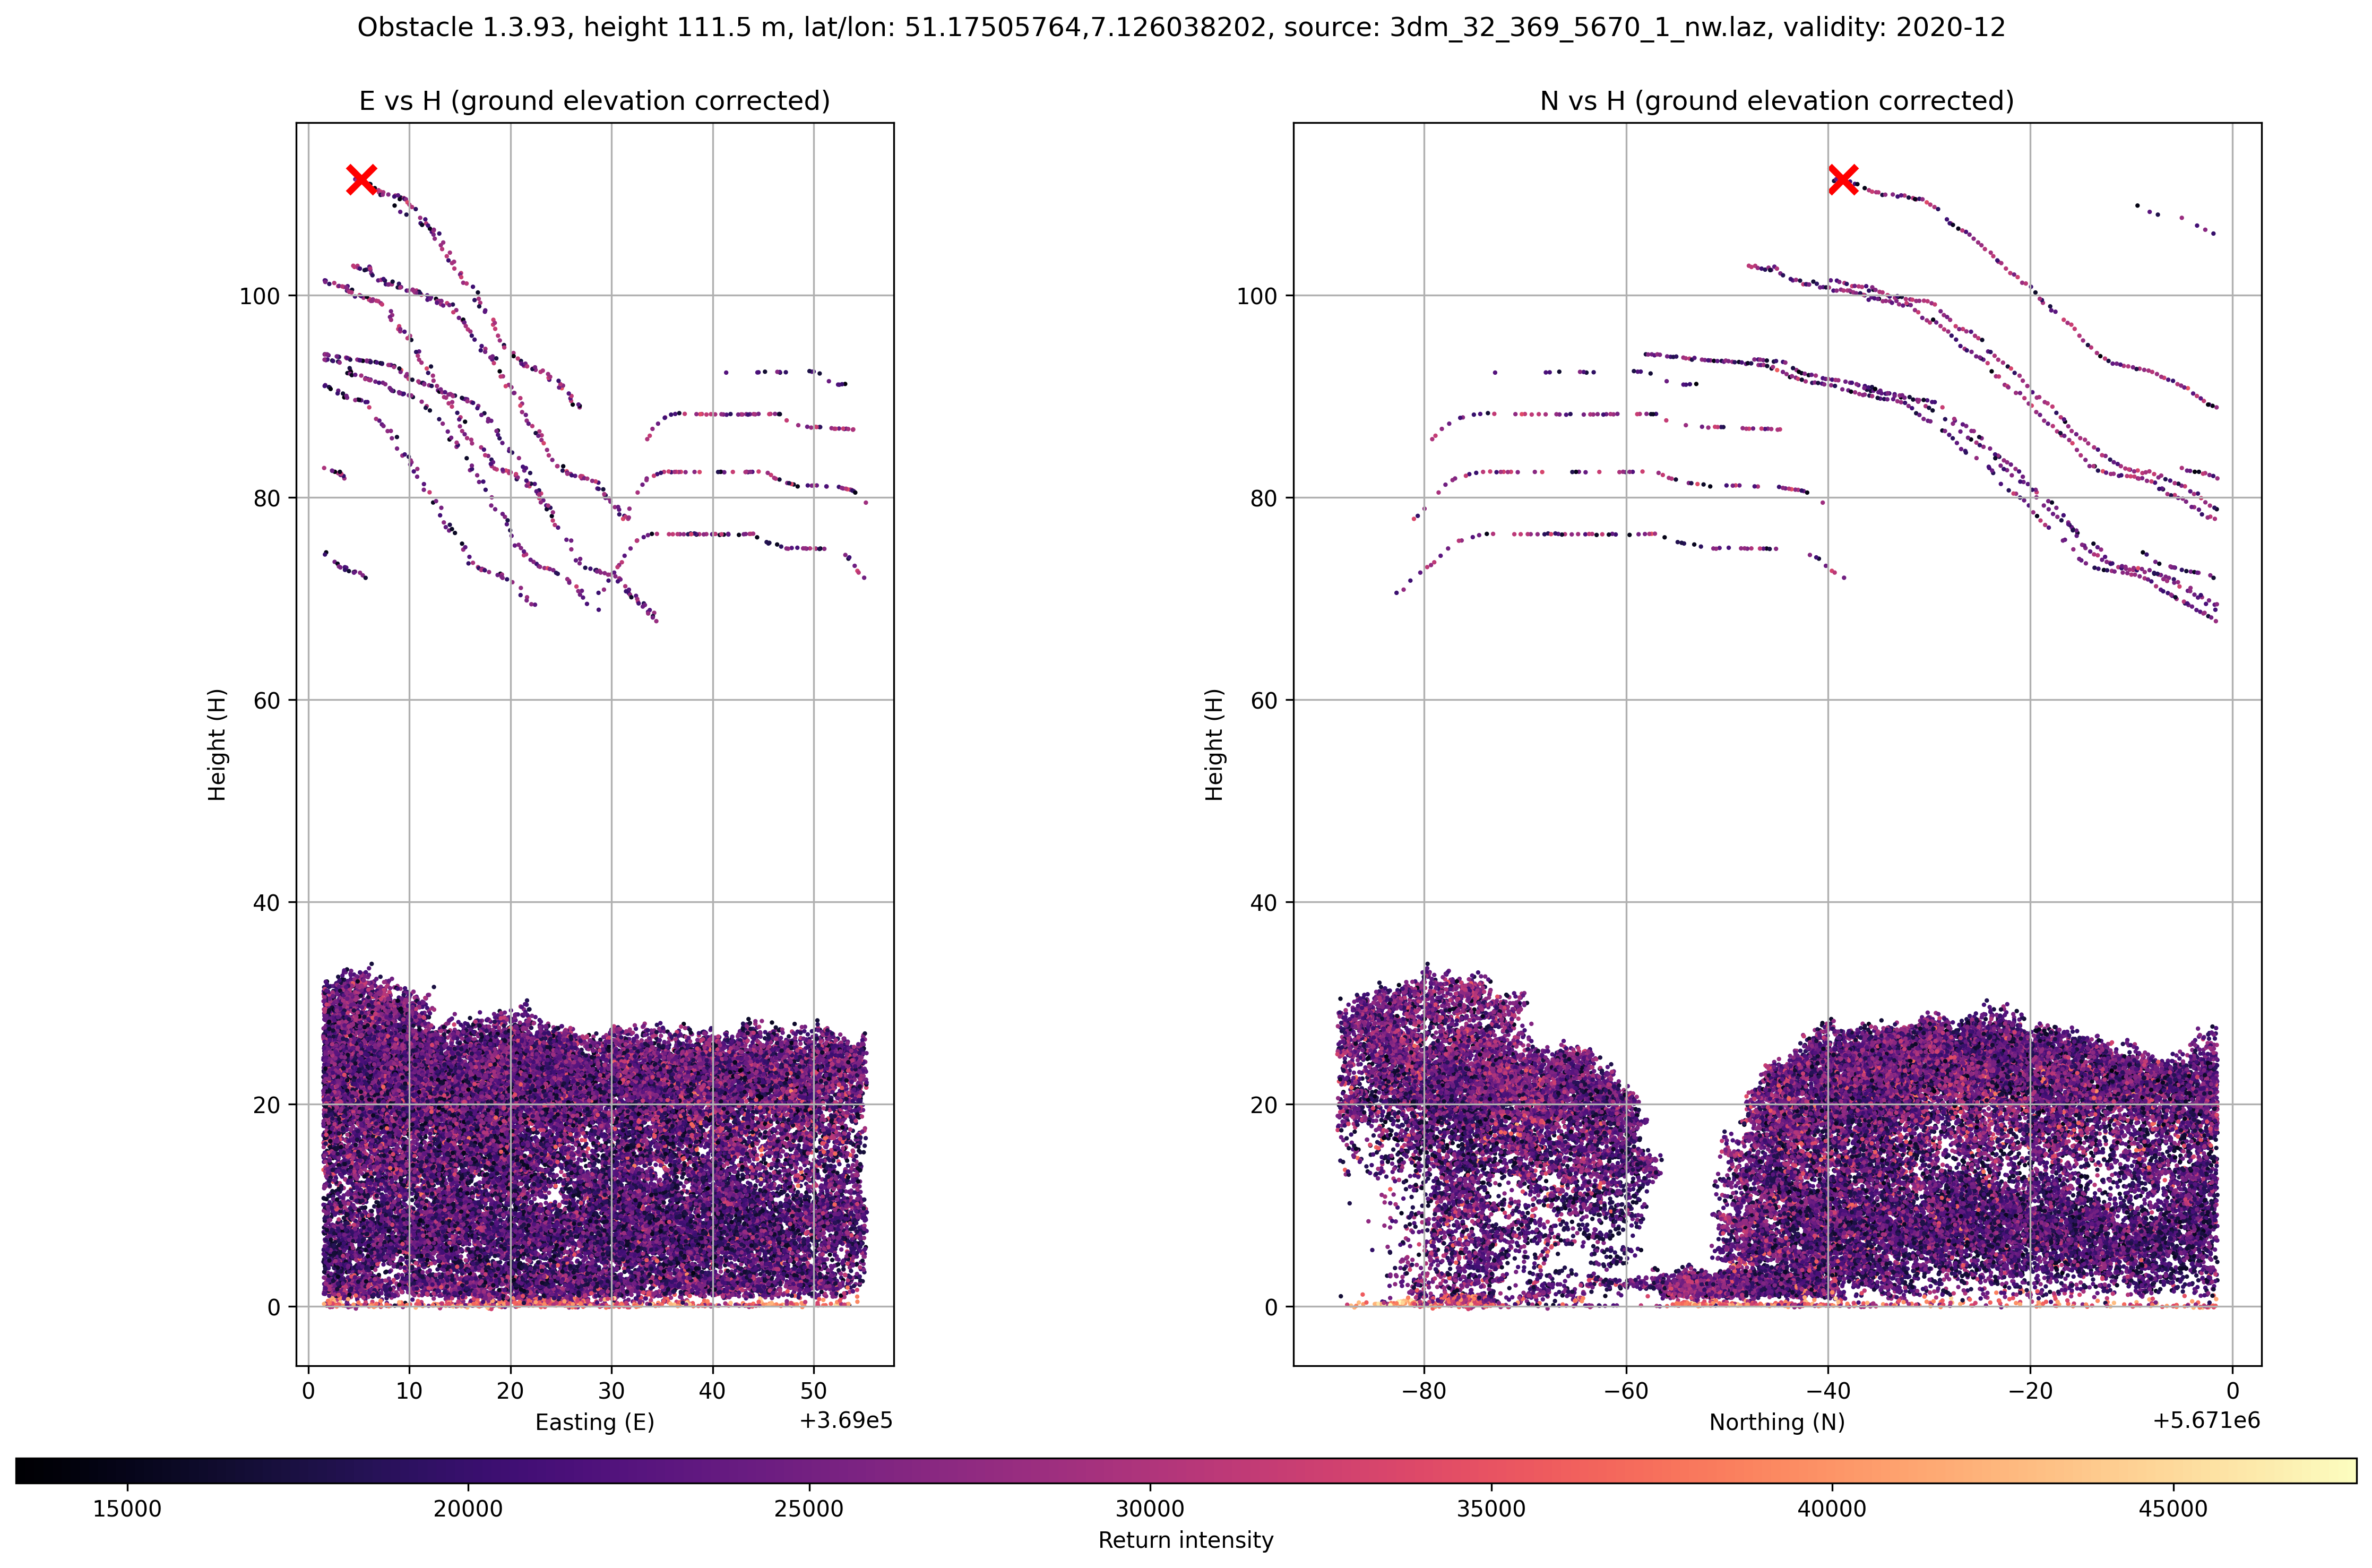 Obstacle 1.3.93, height 111.5 m, lat/lon: 51.17505764,7.126038202, source: 3dm_32_369_5670_1_nw.laz, validity: 2020-12
E vs H (ground elevation corrected)
N vs H (ground elevation corrected)
100
80
60
40
20
0
Height (H)
100
80
60
40
20
0
Height (H)
0 10 20 30 40 50
Easting (E)
+3.69e5
−80 −60 −40 −20 0
Northing (N)
+5.671e6
15000 20000 25000 30000 35000 40000 45000
Return intensity